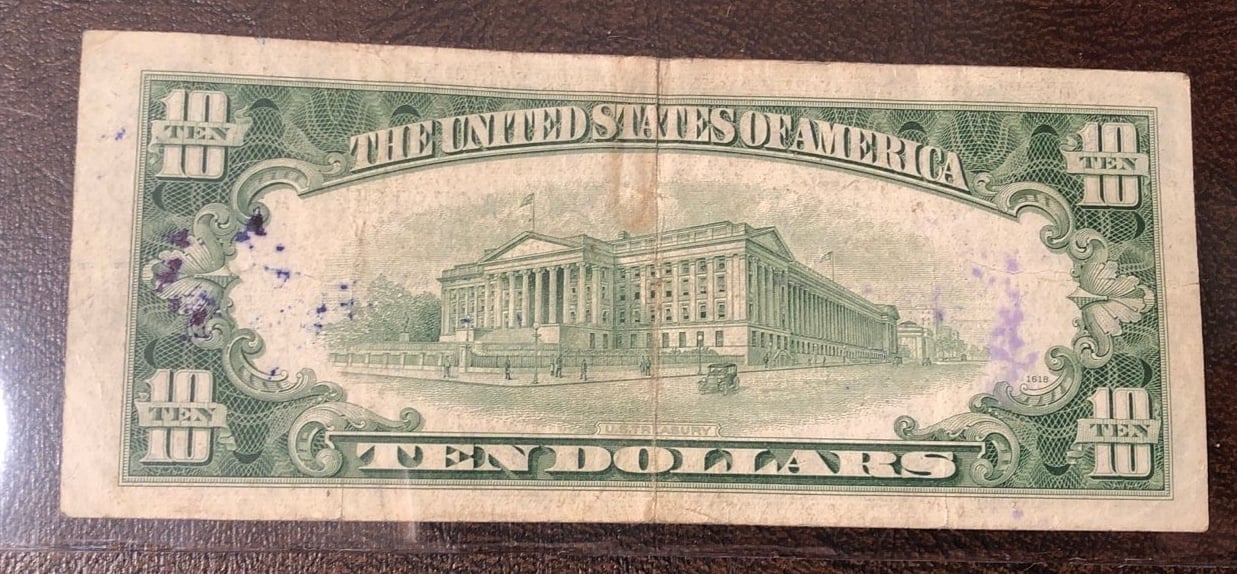 10 TEN 10
THE UNITED STATES OF AMERICA
10 TEN 10
10 TEN 10
U.S. TREASURY
1618
10 TEN 10
TEN DOLLARS